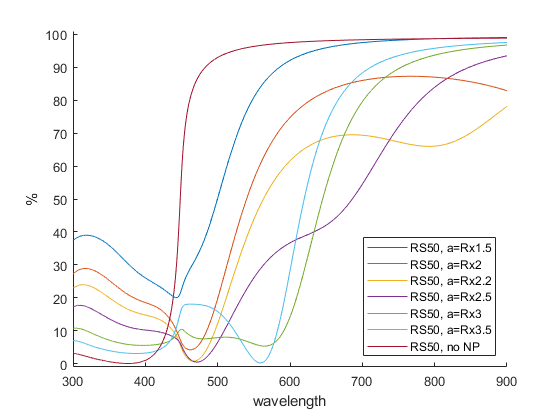 100
90
80
70
60
50
40
30
20
10
0
%
300 400 500 600 700 800 900
wavelength
RS50, a=Rx1.5
RS50, a=Rx2
RS50, a=Rx2.2
RS50, a=Rx2.5
RS50, a=Rx3
RS50, a=Rx3.5
RS50, no NP